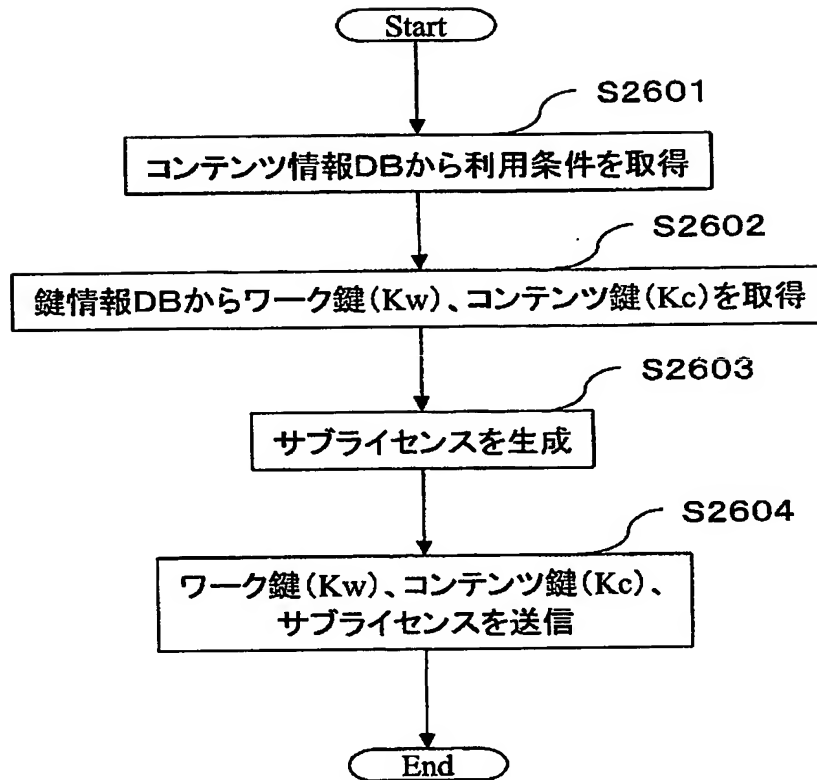 Start
S2601
コンテンツ情報DBから利用条件を取得
S2602
鍵情報DBからワーク鍵(Kw)、コンテンツ鍵(Kc)を取得
S2603
サブライセンスを生成
S2604
ワーク鍵(Kw)、コンテンツ鍵(Kc)、
サブライセンスを送信
End